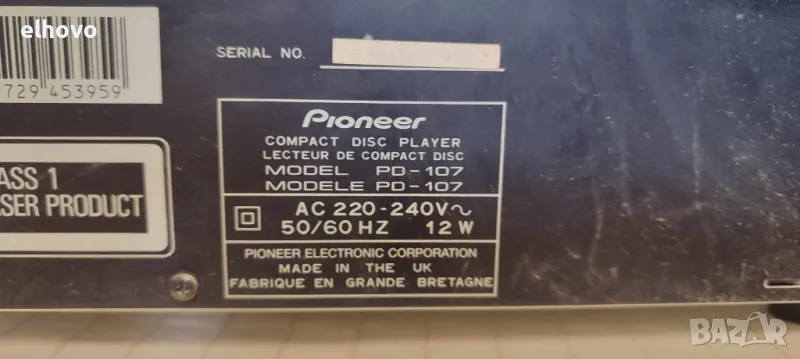 elhovo
729 453959
SERIAL NO.
Pioneer
COMPACT DISC PLAYER
LECTEUR DE COMPACT DISC
MODEL PD-107
MODELE PD-107
ASS 1
SER PRODUCT
AC 220-240V~
50/60 HZ 12 W
PIONEER ELECTRONIC CORPORATION
MADE IN THE UK
FABRIQUE EN GRANDE BRETAGNE
BAZAR
bg